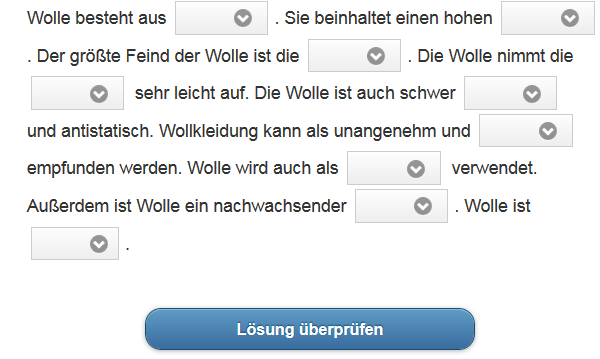 Wolle besteht aus . Sie beinhaltet einen hohen
. Der größte Feind der Wolle ist die . Die Wolle nimmt die
sehr leicht auf. Die Wolle ist auch schwer
und antistatisch. Wollkleidung kann als unangenehm und
empfunden werden. Wolle wird auch als verwendet.
Außerdem ist Wolle ein nachwachsender . Wolle ist
.
Lösung überprüfen